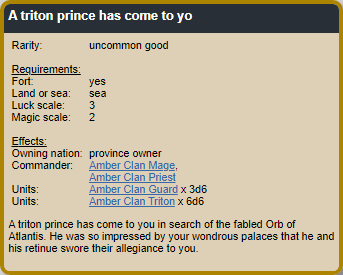 A triton prince has come to yo
Rarity: uncommon good
Requirements:
Fort: yes
Land or sea: sea
Luck scale: 3
Magic scale: 2
Effects:
Owning nation: province owner
Commander: Amber Clan Mage,
Amber Clan Priest
Units: Amber Clan Guard x 3d6
Units: Amber Clan Triton x 6d6
A triton prince has come to you in search of the fabled Orb of
Atlantis. He was so impressed by your wondrous palaces that he and
his retinue swore their allegiance to you.